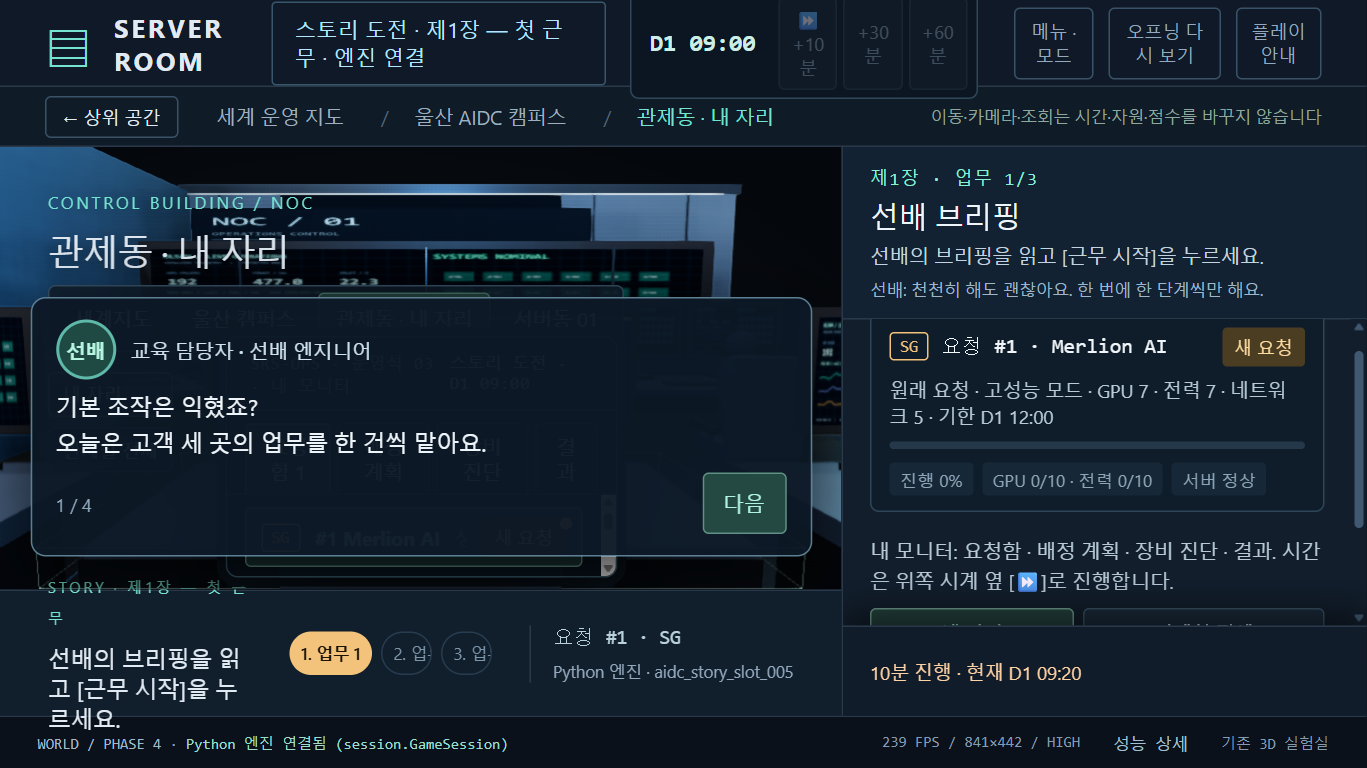 SERVER
ROOM
스토리 도전 · 제1장 — 첫 근
무 · 엔진 연결
D1 09:00
⏩
+10
분
+30
분
+60
분
메뉴 ·
모드
오프닝 다
시 보기
플레이
안내
← 상위 공간
세계 운영 지도 / 울산 AIDC 캠퍼스 / 관제동 · 내 자리
이동·카메라·조회는 시간·자원·점수를 바꾸지 않습니다
CONTROL BUILDING / NOC
NOC / 01
OPERATIONS CONTROL
관제동 · 내 자리
SYSTEMS NOMINAL
192
477.8
22.3
선배
교육 담당자 · 선배 엔지니어
기본 조작은 익혔죠?
오늘은 고객 세 곳의 업무를 한 건씩 맡아요.
1 / 4
다음
SG
#1 Merlion AI
새 요청
STORY · 제1장 — 첫 근
무
선배의 브리핑을 읽
고 [근무 시작]을 누
르세요.
1. 업무 1
2. 업
3. 업
요청 #1 · SG
Python 엔진 · aidc_story_slot_005
제1장 · 업무 1/3
선배 브리핑
선배의 브리핑을 읽고 [근무 시작]을 누르세요.
선배: 천천히 해도 괜찮아요. 한 번에 한 단계씩만 해요.
SG
요청 #1 · Merlion AI
새 요청
원래 요청 · 고성능 모드 · GPU 7 · 전력 7 · 네트워
크 5 · 기한 D1 12:00
진행 0%
GPU 0/10 · 전력 0/10
서버 정상
내 모니터: 요청함 · 배정 계획 · 장비 진단 · 결과. 시간
은 위쪽 시계 옆 [⏩]로 진행합니다.
10분 진행 · 현재 D1 09:20
WORLD / PHASE 4 · Python 엔진 연결됨 (session.GameSession)
239 FPS / 841×442 / HIGH
성능 상세
기존 3D 실험실